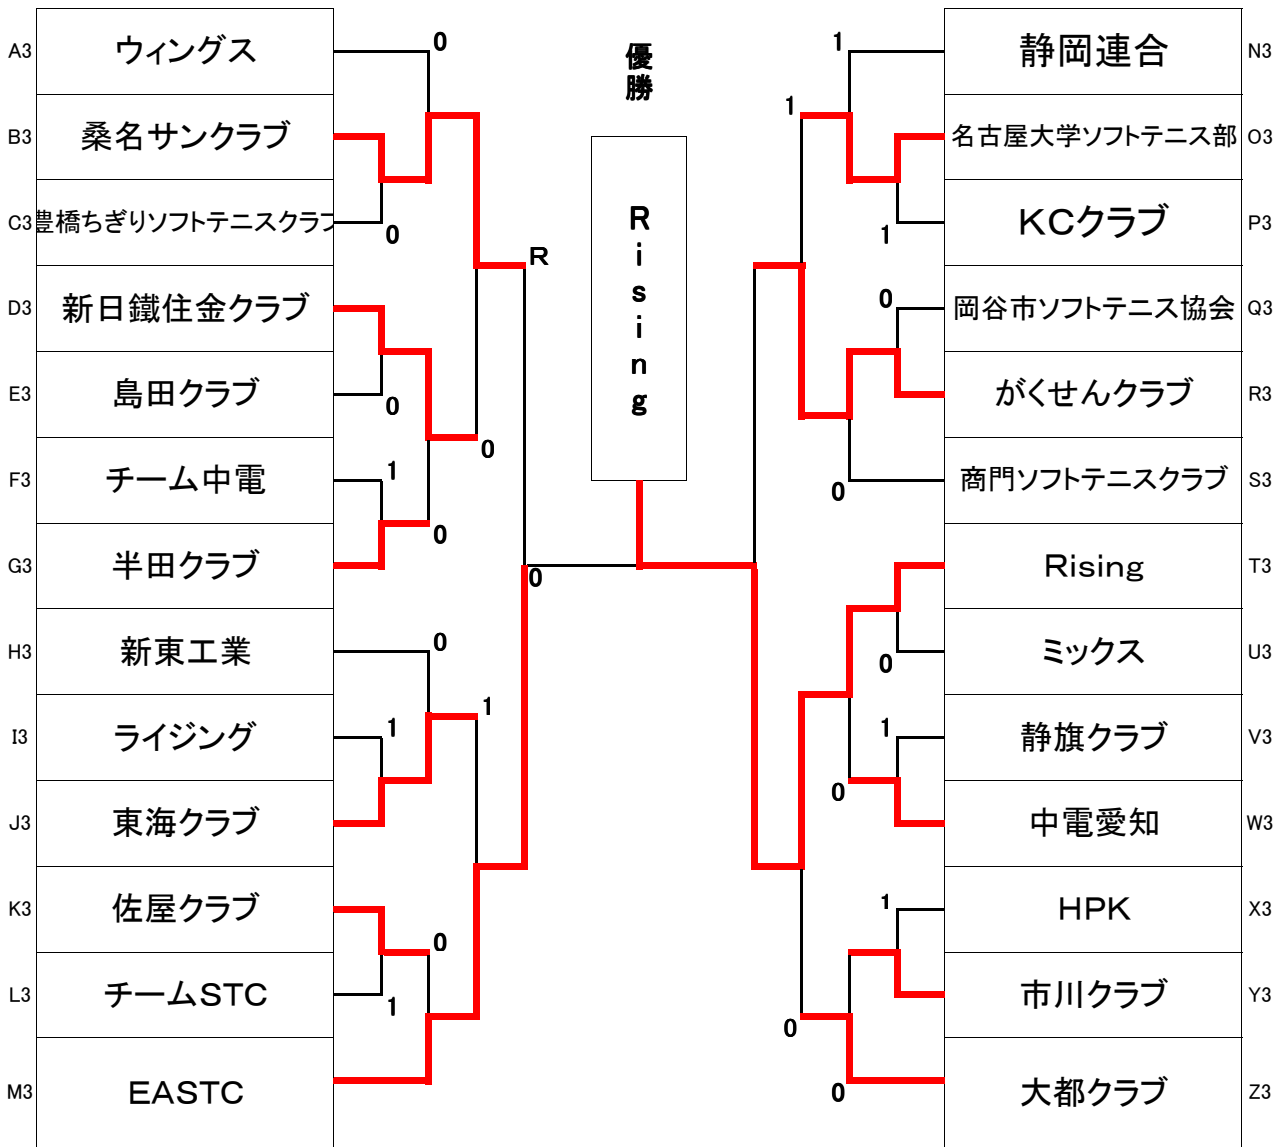 A3 ウィングス 0
B3 桑名サンクラブ
C3 豊橋ちぎりソフトテニスクラブ 0
R
D3 新日鐵住金クラブ
E3 島田クラブ 0
0
F3 チーム中電 1
0
G3 半田クラブ
0
H3 新東工業 0
1
I3 ライジング 1
J3 東海クラブ
K3 佐屋クラブ
0
L3 チームSTC 1
M3 EASTC
優勝
Rising
1 静岡連合 N3
1
名古屋大学ソフトテニス部 O3
1 KCクラブ P3
0 岡谷市ソフトテニス協会 Q3
がくせんクラブ R3
0 商門ソフトテニスクラブ S3
Rising T3
0 ミックス U3
1 静旗クラブ V3
0
中電愛知 W3
1 HPK X3
市川クラブ Y3
0
0 大都クラブ Z3